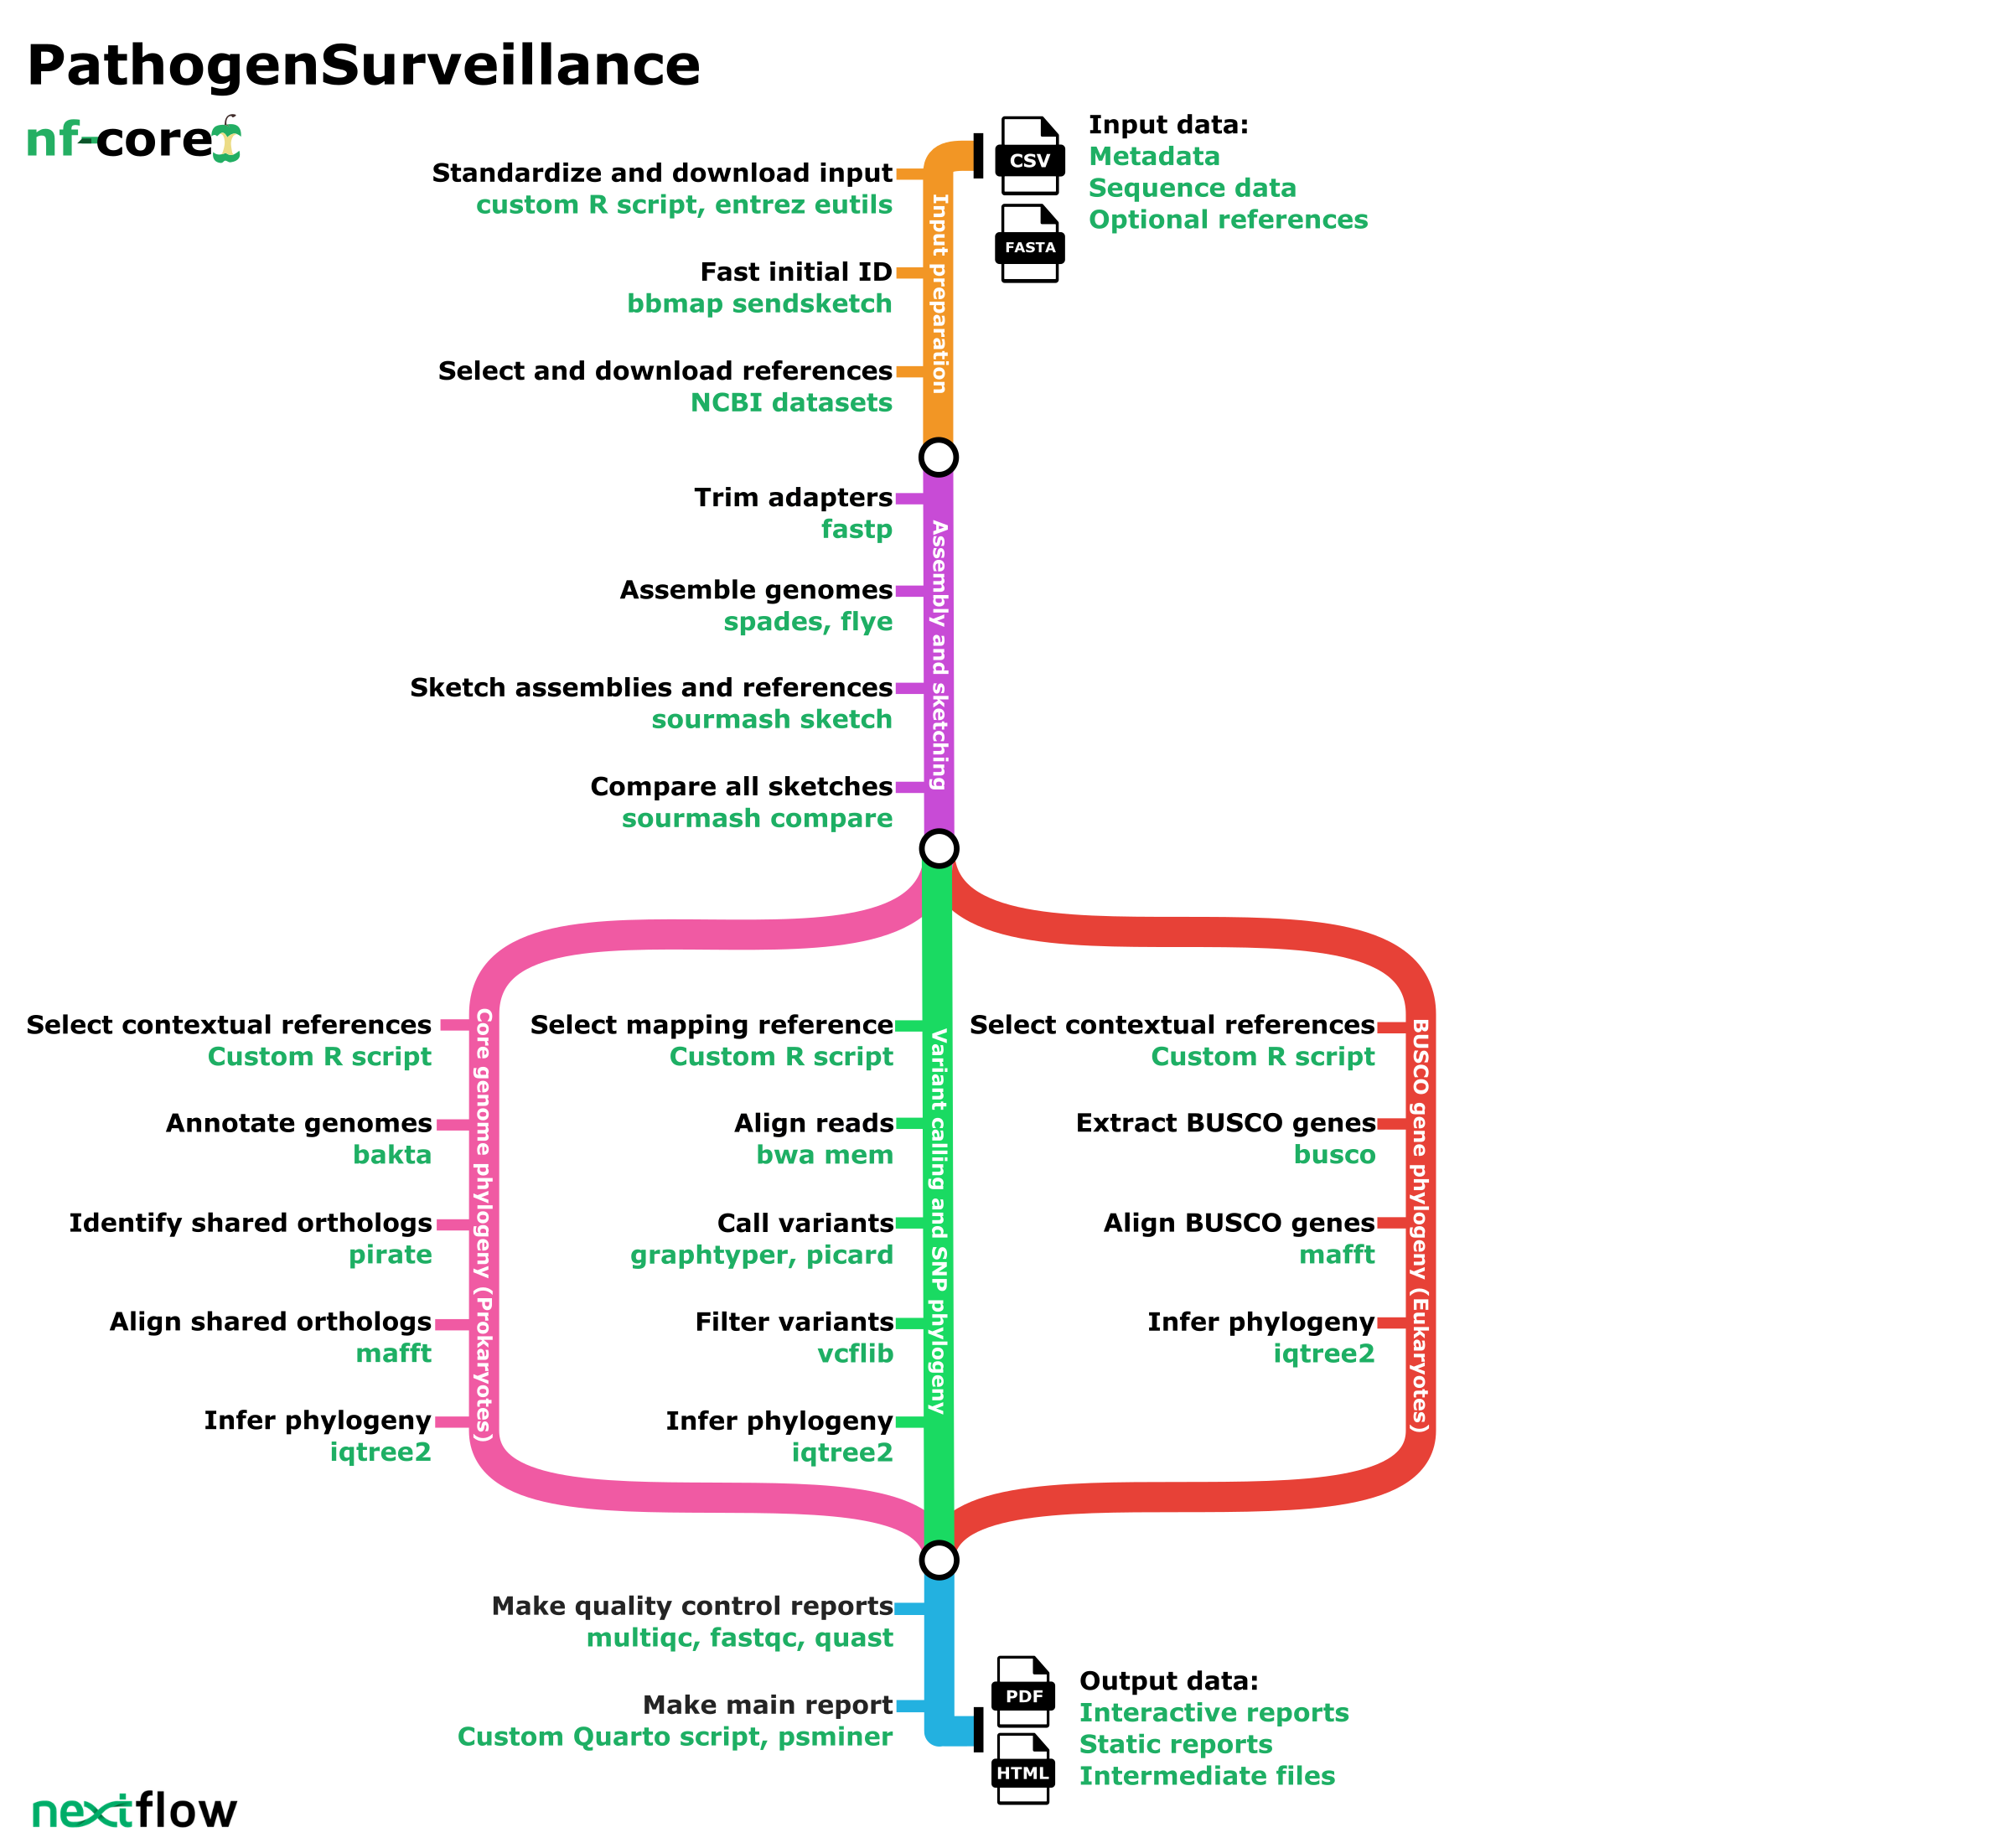 PathogenSurveillance
nf-core
CSV
FASTA
Input data:
Metadata
Sequence data
Optional references
Input preparation
Standardize and download input
custom R script, entrez eutils
Fast initial ID
bbmap sendsketch
Select and download references
NCBI datasets
Assembly and sketching
Trim adapters
fastp
Assemble genomes
spades, flye
Sketch assemblies and references
sourmash sketch
Compare all sketches
sourmash compare
Core genome phylogeny (Prokaryotes)
Select contextual references
Custom R script
Annotate genomes
bakta
Identify shared orthologs
pirate
Align shared orthologs
mafft
Infer phylogeny
iqtree2
Variant calling and SNP phylogeny
Select mapping reference
Custom R script
Align reads
bwa mem
Call variants
graphtyper, picard
Filter variants
vcflib
Infer phylogeny
iqtree2
BUSCO gene phylogeny (Eukaryotes)
Select contextual references
Custom R script
Extract BUSCO genes
busco
Align BUSCO genes
mafft
Infer phylogeny
iqtree2
Make quality control reports
multiqc, fastqc, quast
Make main report
Custom Quarto script, psminer
PDF
HTML
Output data:
Interactive reports
Static reports
Intermediate files
nextflow